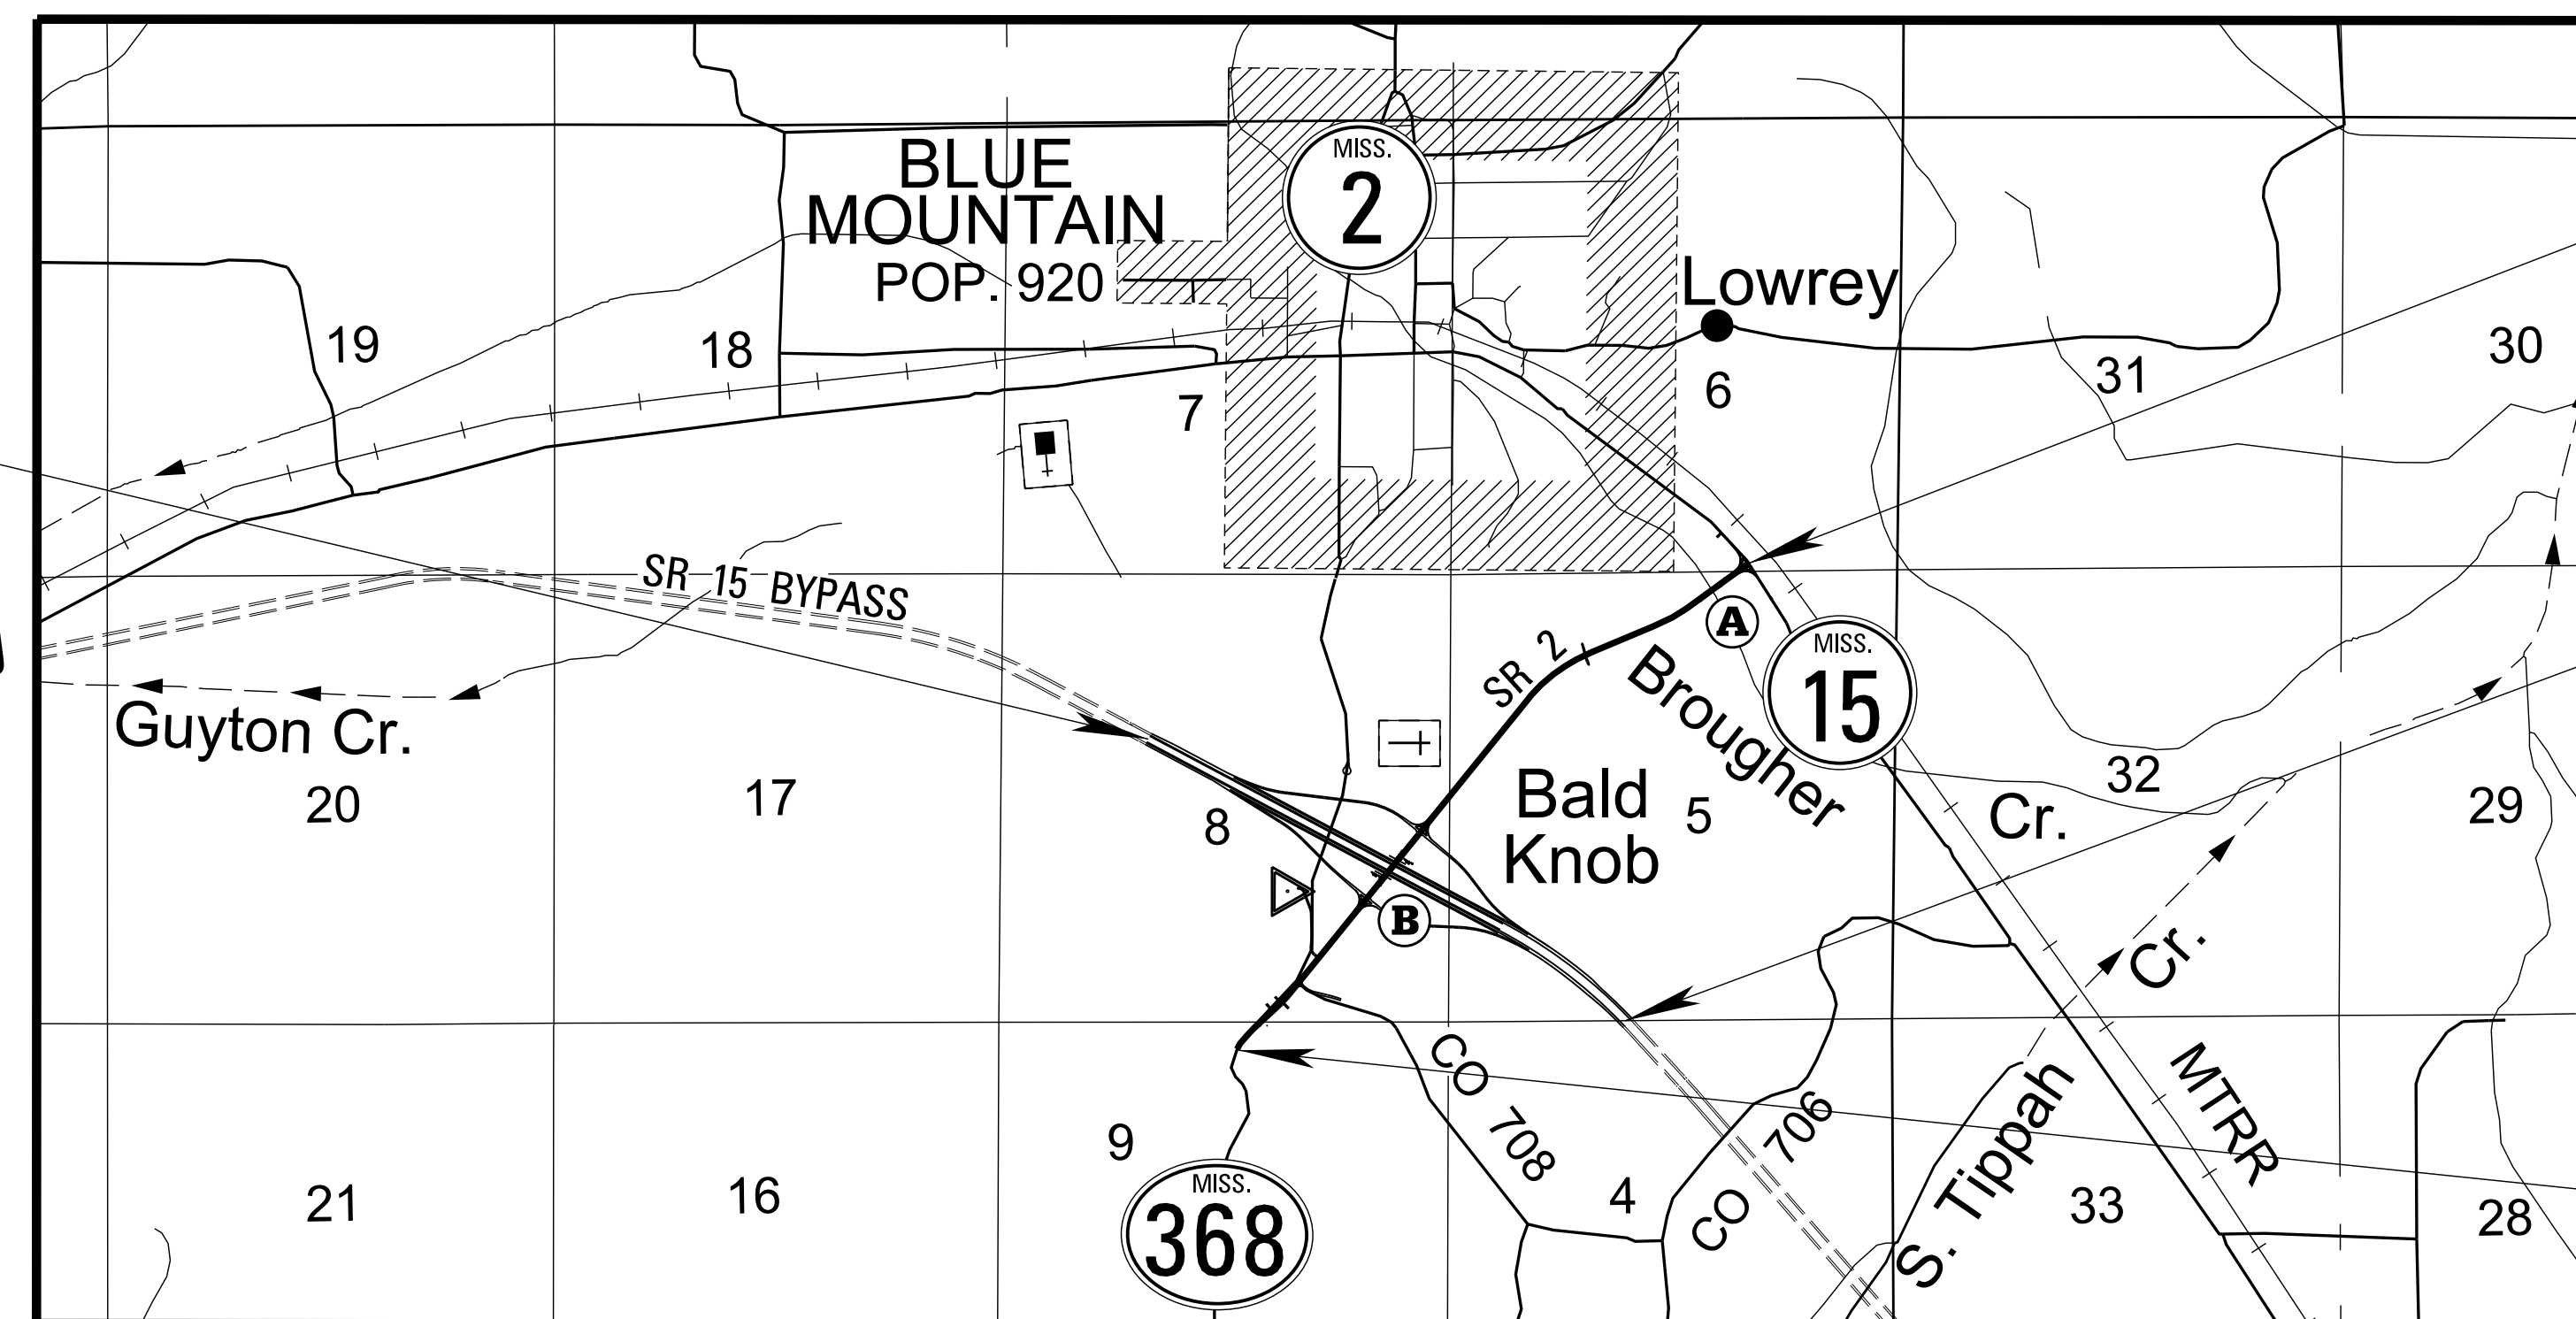 MISS.
2
BLUE
MOUNTAIN
POP. 920
Lowrey
19
18
7
6
31
30
SR 15 BYPASS
SR 2
A
Brougher
Cr.
MISS.
15
Guyton Cr.
20
17
8
Bald
Knob
5
32
29
B
CO 708
CO 706
S. Tippah
Cr.
MTRR
9
MISS.
368
21
16
4
33
28